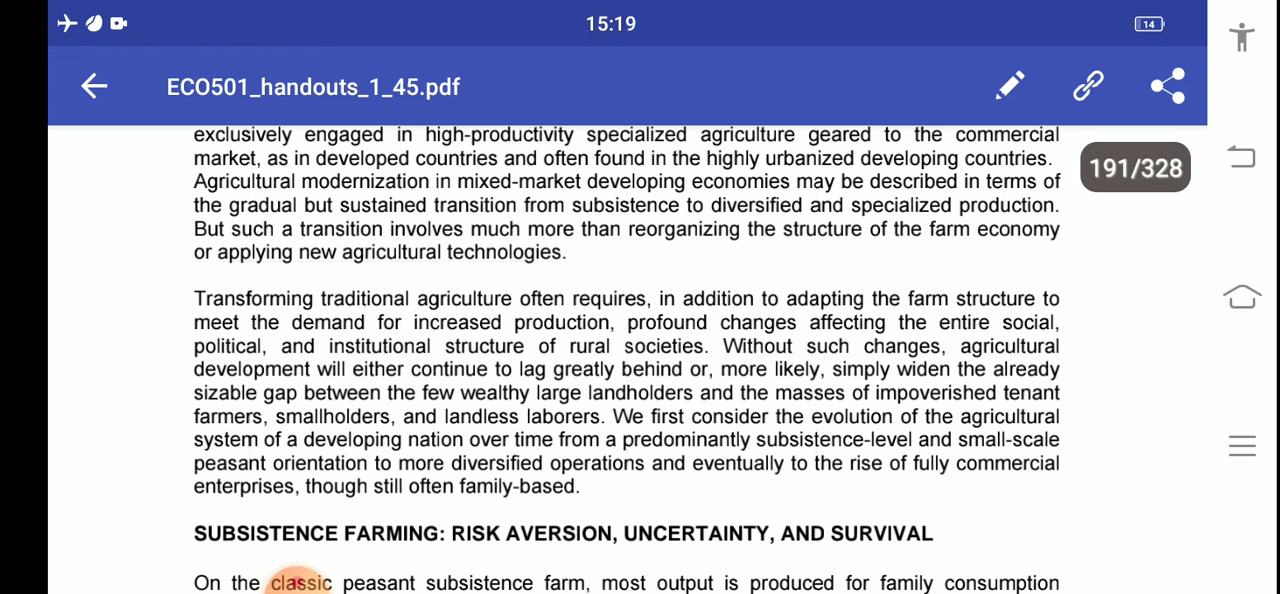 15:19
14
ECO501_handouts_1_45.pdf
191/328
exclusively engaged in high-productivity specialized agriculture geared to the commercial
market, as in developed countries and often found in the highly urbanized developing countries.
Agricultural modernization in mixed-market developing economies may be described in terms of
the gradual but sustained transition from subsistence to diversified and specialized production.
But such a transition involves much more than reorganizing the structure of the farm economy
or applying new agricultural technologies.
Transforming traditional agriculture often requires, in addition to adapting the farm structure to
meet the demand for increased production, profound changes affecting the entire social,
political, and institutional structure of rural societies. Without such changes, agricultural
development will either continue to lag greatly behind or, more likely, simply widen the already
sizable gap between the few wealthy large landholders and the masses of impoverished tenant
farmers, smallholders, and landless laborers. We first consider the evolution of the agricultural
system of a developing nation over time from a predominantly subsistence-level and small-scale
peasant orientation to more diversified operations and eventually to the rise of fully commercial
enterprises, though still often family-based.
SUBSISTENCE FARMING: RISK AVERSION, UNCERTAINTY, AND SURVIVAL
On the classic peasant subsistence farm, most output is produced for family consumption